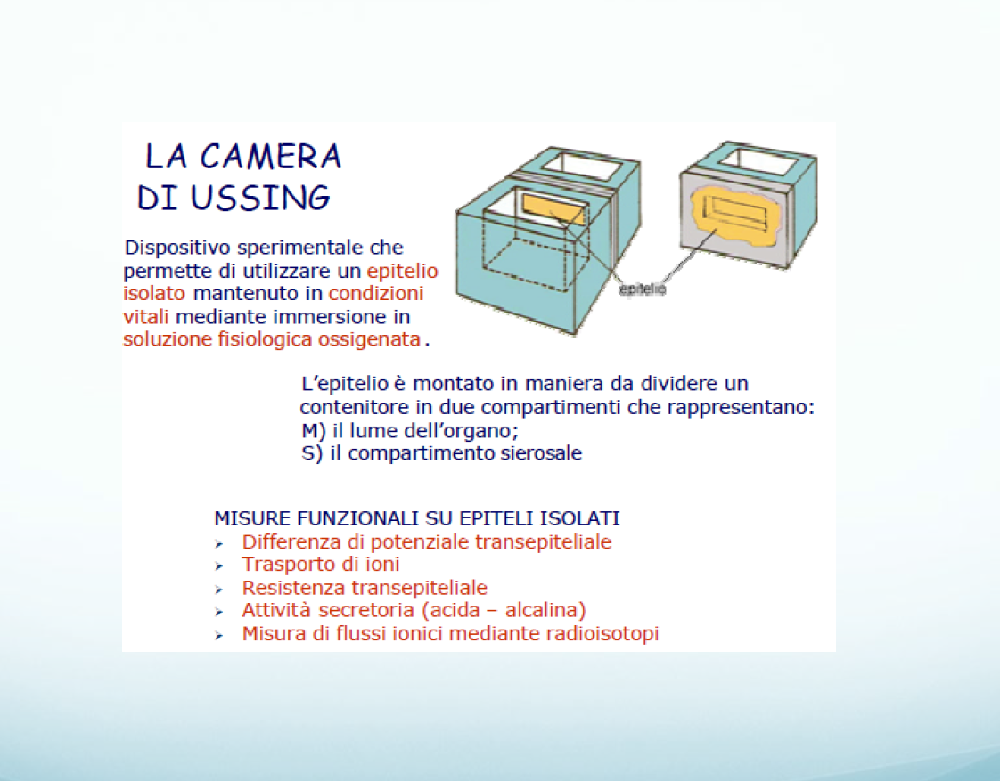 LA CAMERA
DI USSING
Dispositivo sperimentale che
permette di utilizzare un epitelio
isolato mantenuto in condizioni
vitali mediante immersione in
soluzione fisiologica ossigenata.
epitelio
L'epitelio è montato in maniera da dividere un
contenitore in due compartimenti che rappresentano:
M) il lume dell'organo;
S) il compartimento sierosale
MISURE FUNZIONALI SU EPITELI ISOLATI
➢ Differenza di potenziale transepiteliale
➢ Trasporto di ioni
➢ Resistenza transepiteliale
➢ Attività secretoria (acida – alcalina)
➢ Misura di flussi ionici mediante radioisotopi